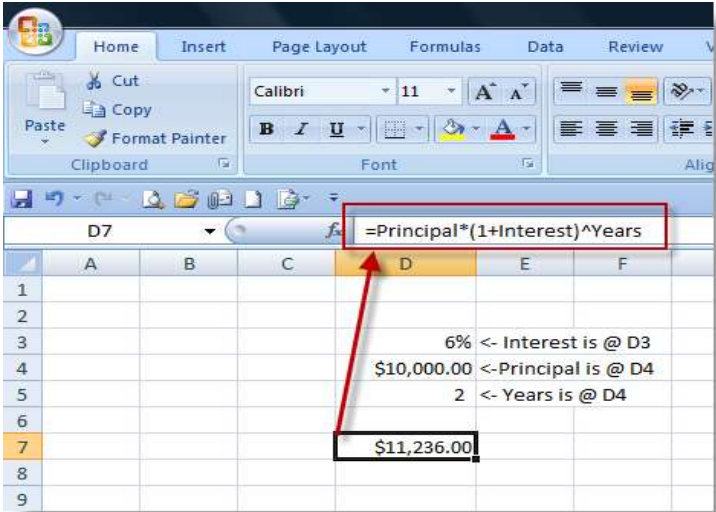 Home Insert Page Layout Formulas Data Review
Cut
Copy
Format Painter
Paste
Clipboard
Calibri 11 A A
B I U A
Font
Alig
D7 fx =Principal*(1+Interest)^Years
A B C D E F
1
2
3 6% <- Interest is @ D3
4 $10,000.00 <-Principal is @ D4
5 2 <- Years is @ D4
6
7 $11,236.00
8
9